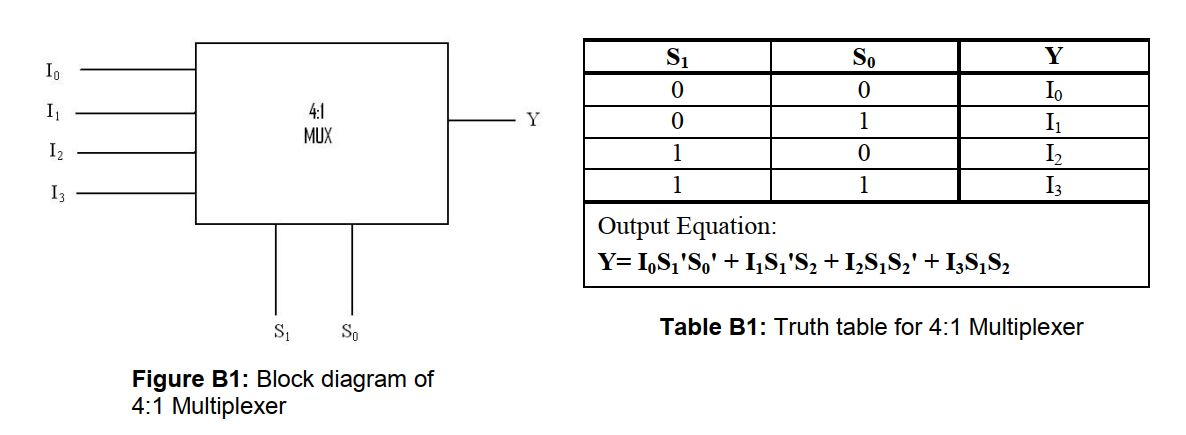 I₀
I₁
I₂
I₃
4:1
MUX
Y
S₁ S₀
Figure B1: Block diagram of
4:1 Multiplexer
S₁ S₀ Y
0 0 I₀
0 1 I₁
1 0 I₂
1 1 I₃
Output Equation:
Y= I₀S₁'S₀' + I₁S₁'S₂ + I₂S₁S₂' + I₃S₁S₂
Table B1: Truth table for 4:1 Multiplexer